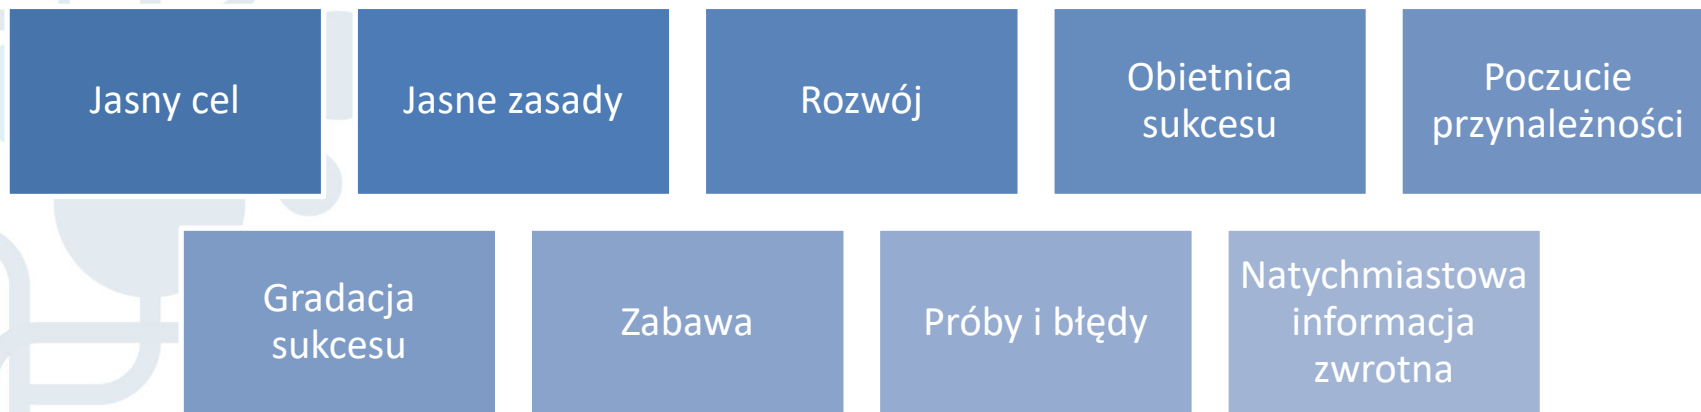 Jasny cel
Jasne zasady
Rozwój
Obietnica
sukcesu
Poczucie
przynależności
Gradacja
sukcesu
Zabawa
Próby i błędy
Natychmiastowa
informacja
zwrotna